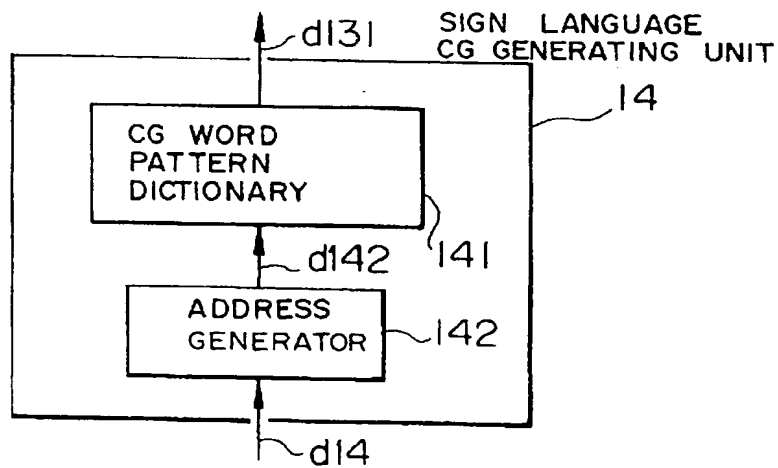 d131
SIGN LANGUAGE
CG GENERATING UNIT
14
CG WORD
PATTERN
DICTIONARY
141
d142
ADDRESS
GENERATOR
142
d14